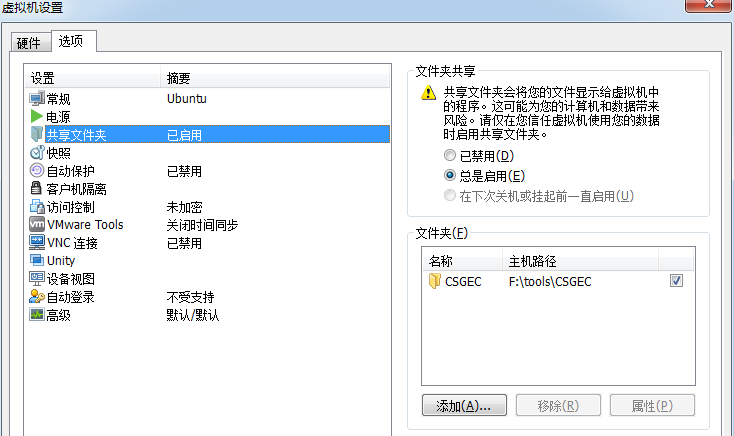 虚拟机设置
硬件 选项
设置 摘要
常规 Ubuntu
电源
共享文件夹 已启用
快照
自动保护 已禁用
客户机隔离
访问控制 未加密
VMware Tools 关闭时间同步
VNC 连接 已禁用
Unity
设备视图
自动登录 不受支持
高级 默认/默认
文件夹共享
共享文件夹会将您的文件显示给虚拟机中
的程序。这可能为您的计算机和数据带来
风险。请仅在您信任虚拟机使用您的数据
时启用共享文件夹。
已禁用(D)
总是启用(E)
在下次关机或挂起前一直启用(U)
文件夹(F)
名称 主机路径
CSGEC F:\tools\CSGEC
添加(A)... 移除(R) 属性(P)